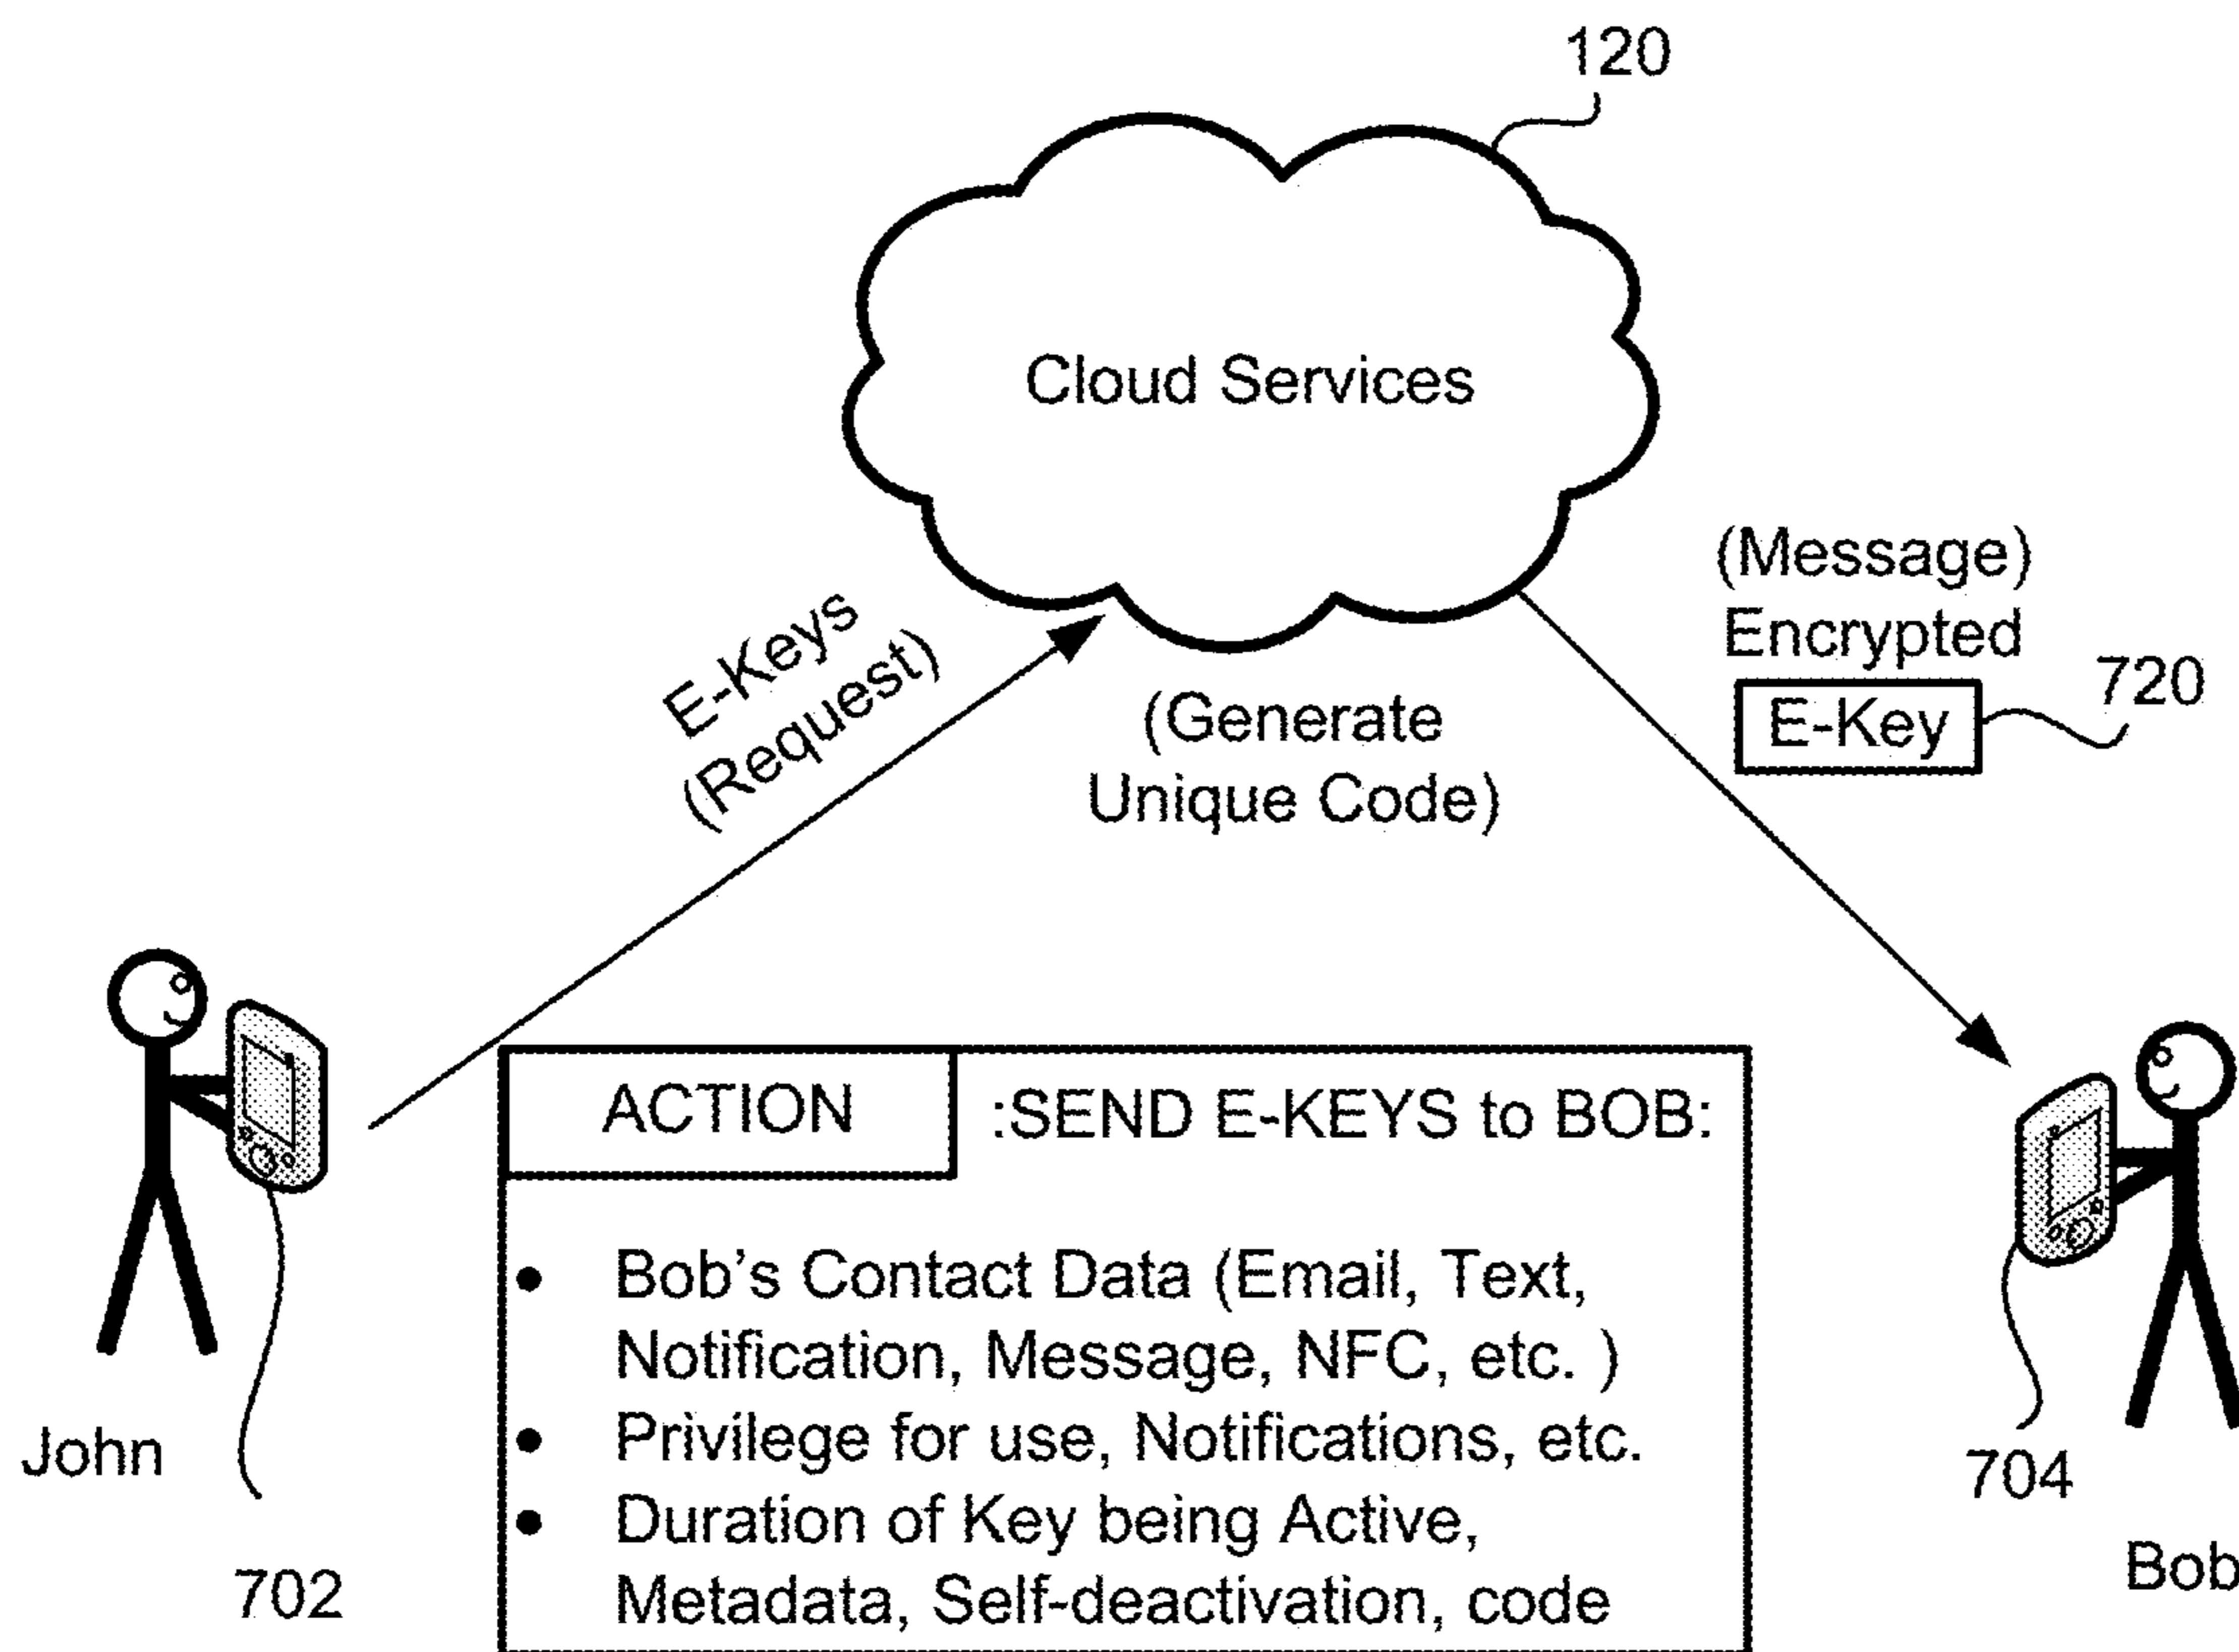 120
Cloud Services
(Message)
Encrypted
E-Key
720
E-Keys
(Request)
(Generate
Unique Code)
ACTION :SEND E-KEYS to BOB:
• Bob's Contact Data (Email, Text,
Notification, Message, NFC, etc. )
• Privilege for use, Notifications, etc.
• Duration of Key being Active,
Metadata, Self-deactivation, code
John
702
704
Bob